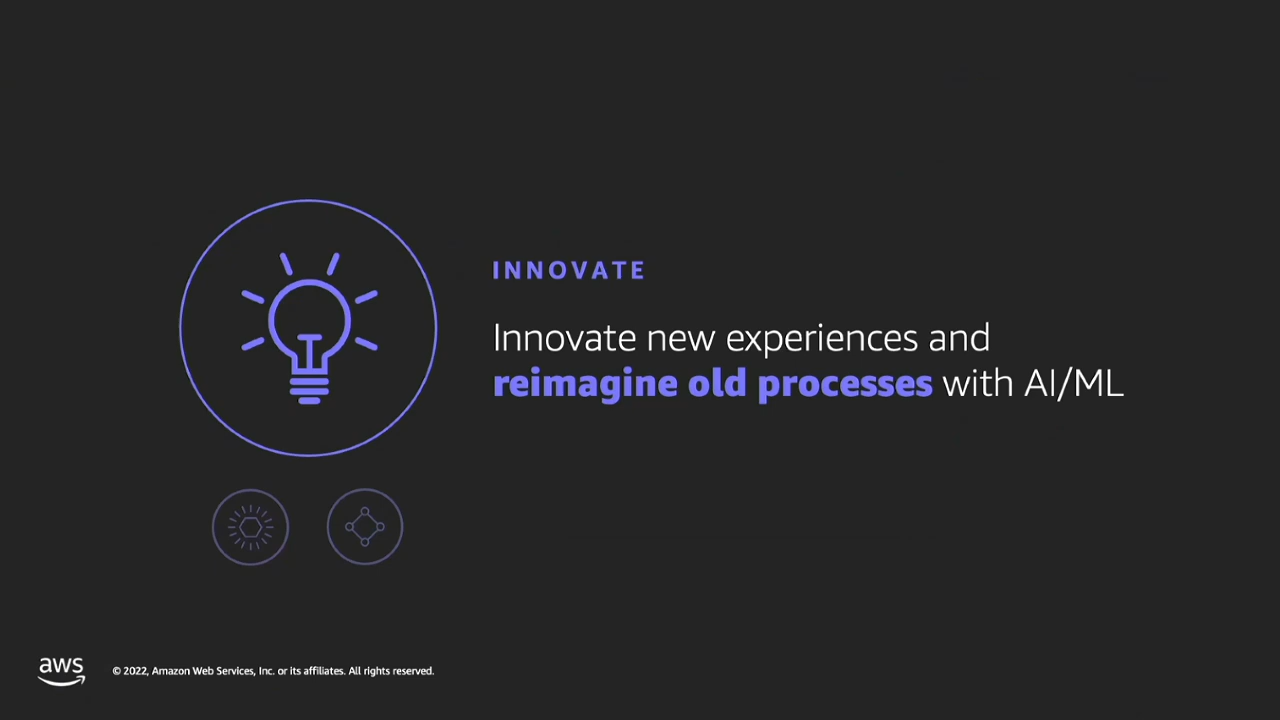 INNOVATE
Innovate new experiences and
reimagine old processes with AI/ML
aws
© 2022, Amazon Web Services, Inc. or its affiliates. All rights reserved.